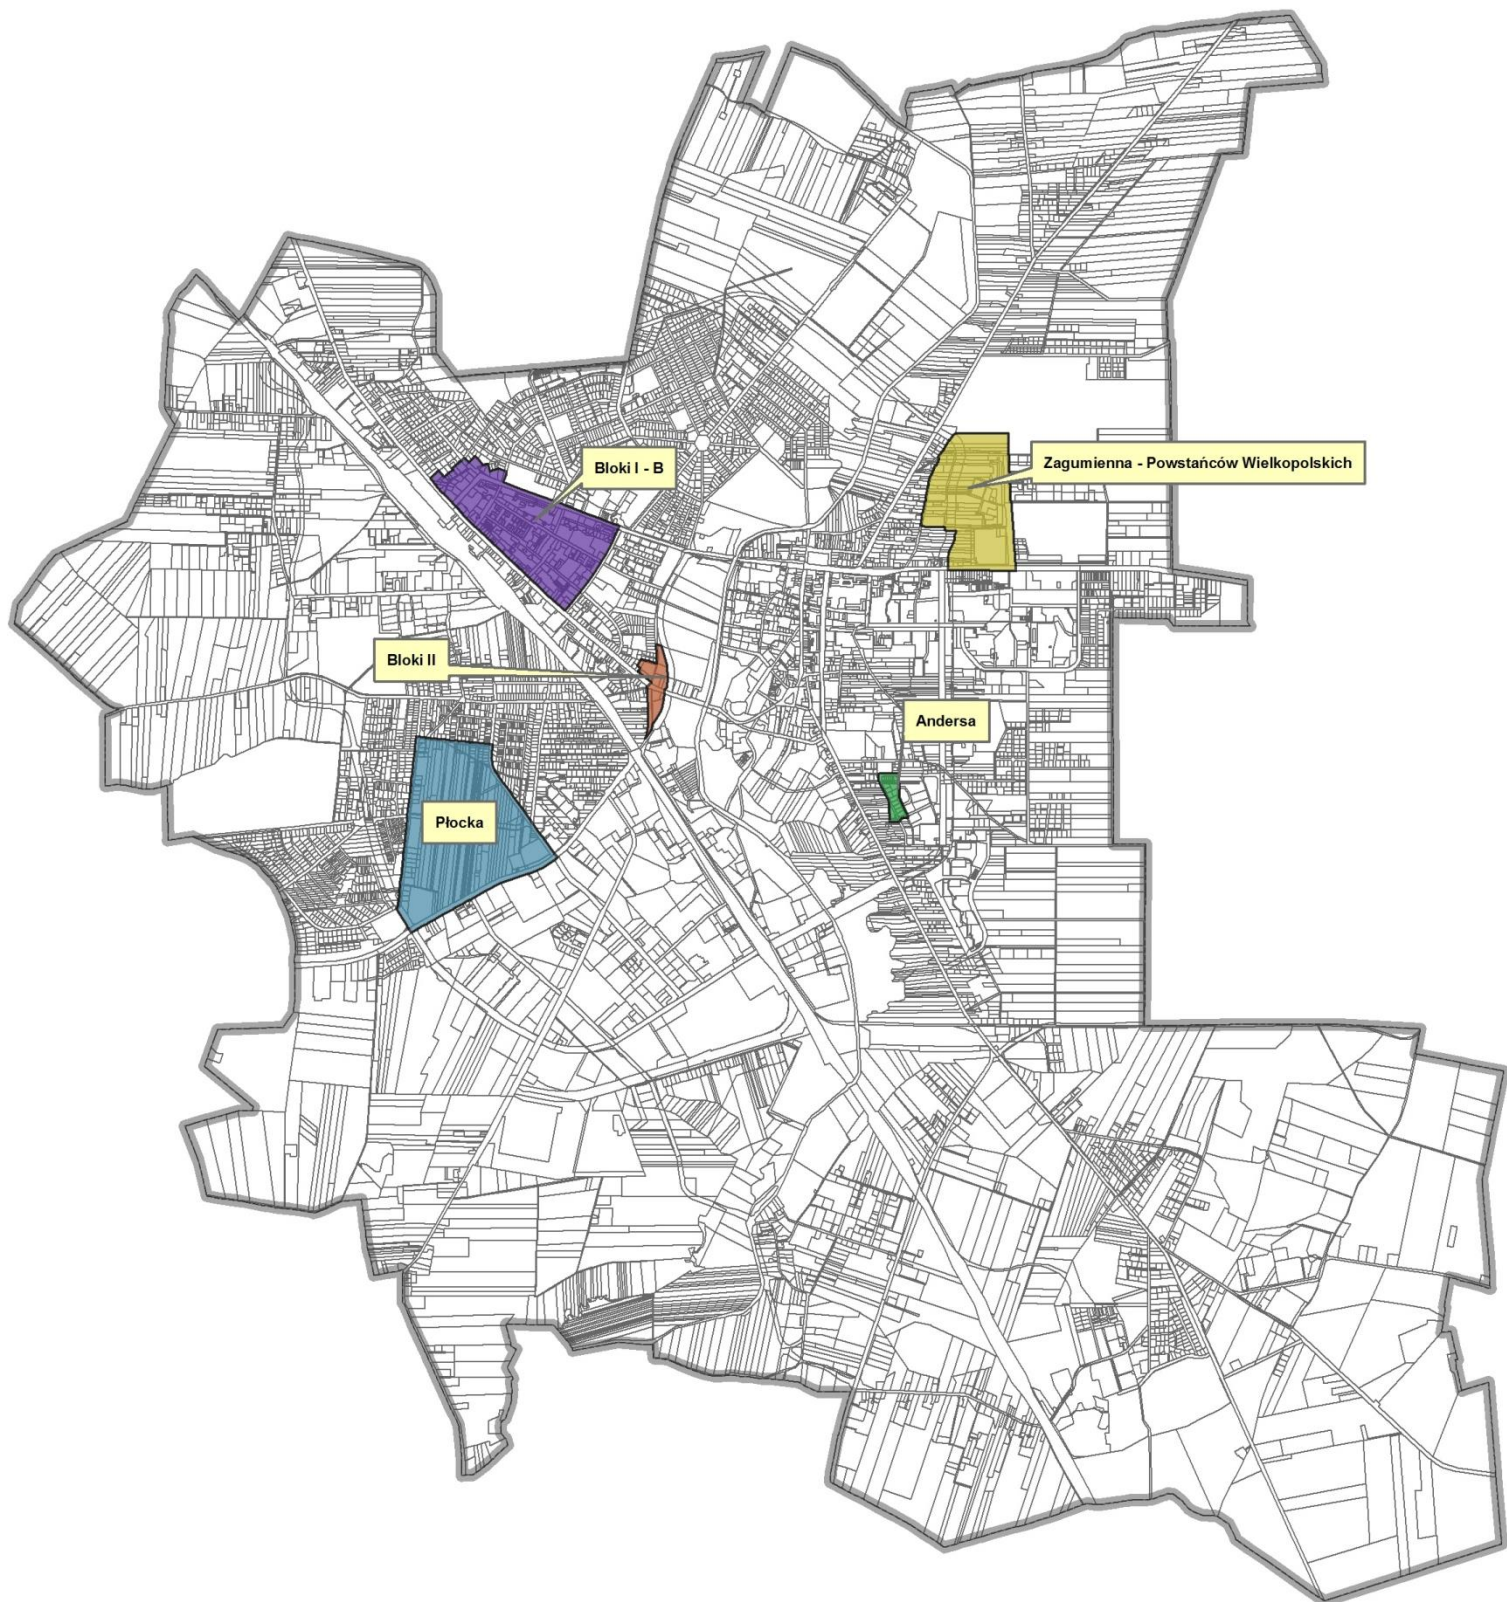 Bloki I - B
Zagumienna - Powstańców Wielkopolskich
Bloki II
Andersa
Płocka